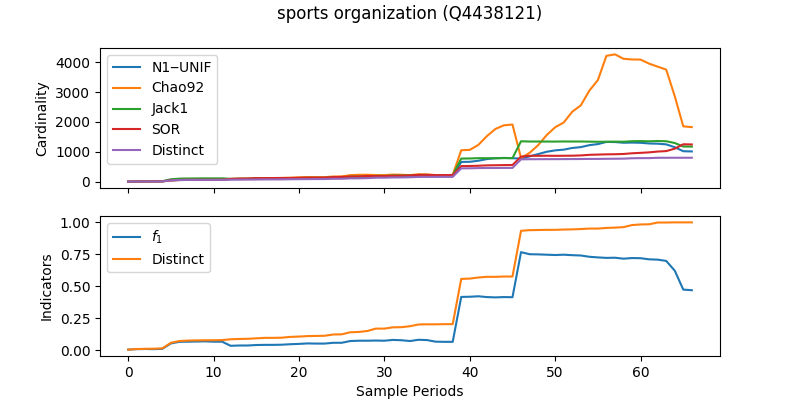 sports organization (Q4438121)
Cardinality
4000
3000
2000
1000
0
N1−UNIF
Chao92
Jack1
SOR
Distinct
Indicators
1.00
0.75
0.50
0.25
0.00
f1
Distinct
0 10 20 30 40 50 60
Sample Periods